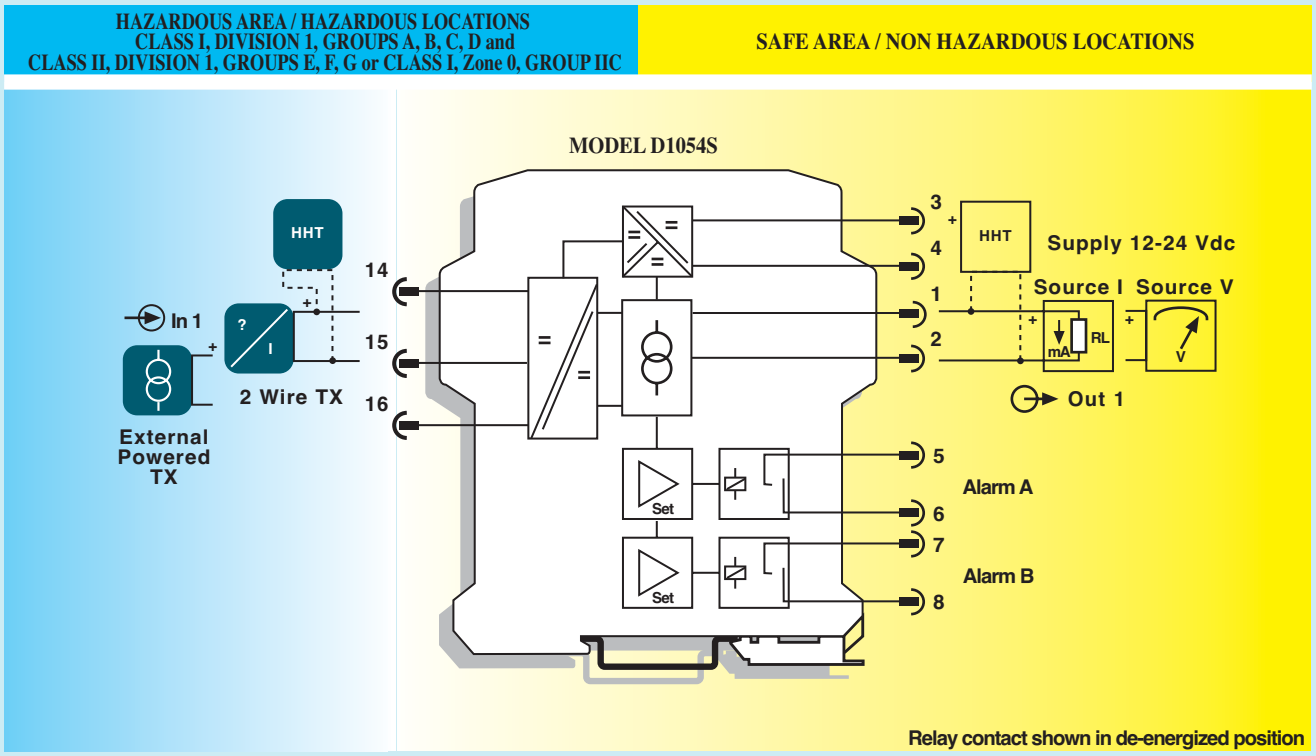 HAZARDOUS AREA / HAZARDOUS LOCATIONS
CLASS I, DIVISION 1, GROUPS A, B, C, D and
CLASS II, DIVISION 1, GROUPS E, F, G or CLASS I, Zone 0, GROUP IIC
SAFE AREA / NON HAZARDOUS LOCATIONS
MODEL D1054S
HHT
14
+
In 1
?
I
15
+
2 Wire TX
16
External
Powered
TX
=
=
=
=
=
Set
Set
3
+
HHT
Supply 12-24 Vdc
4
Source I
Source V
1
+
mA
RL
+
V
2
Out 1
5
Alarm A
6
7
Alarm B
8
Relay contact shown in de-energized position